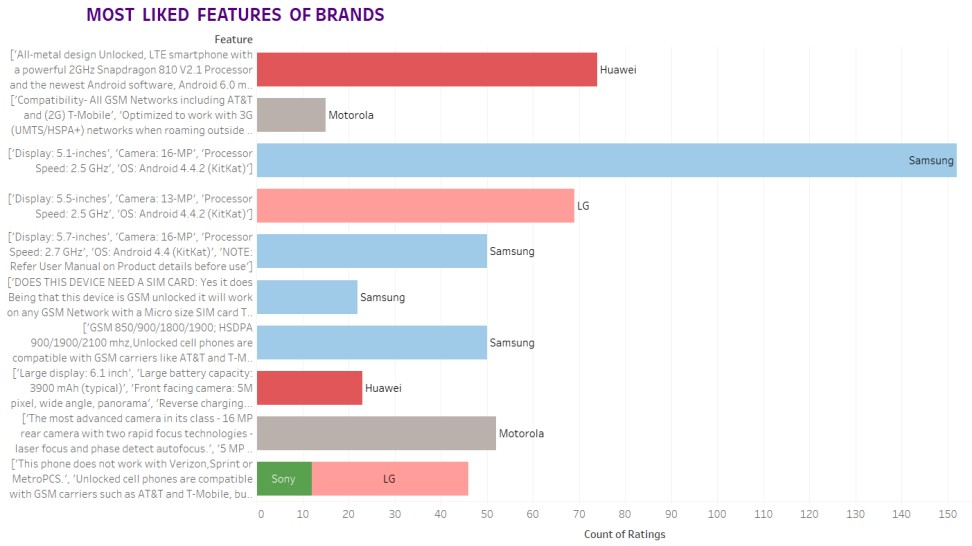 MOST LIKED FEATURES OF BRANDS
Feature
['All-metal design Unlocked, LTE smartphone with
a powerful 2GHz Snapdragon 810 V2.1 Processor
and the newest Android software, Android 6.0 m..
Huawei
['Compatibility- All GSM Networks including AT&T
and (2G) T-Mobile', 'Optimized to work with 3G
(UMTS/HSPA+) networks when roaming outside ..
Motorola
['Display: 5.1-inches', 'Camera: 16-MP', 'Processor
Speed: 2.5 GHz', 'OS: Android 4.4.2 (KitKat)']
Samsung
['Display: 5.5-inches', 'Camera: 13-MP', 'Processor
Speed: 2.5 GHz', 'OS: Android 4.4.2 (KitKat)']
LG
['Display: 5.7-inches', 'Camera: 16-MP', 'Processor
Speed: 2.7 GHz', 'OS: Android 4.4 (KitKat)', 'NOTE:
Refer User Manual on Product details before use']
Samsung
['DOES THIS DEVICE NEED A SIM CARD: Yes it does
Being that this device is GSM unlocked it will work
on any GSM Network with a Micro size SIM card T..
Samsung
['GSM 850/900/1800/1900; HSDPA
900/1900/2100 mhz,Unlocked cell phones are
compatible with GSM carriers like AT&T and T-M..
Samsung
['Large display: 6.1 inch', 'Large battery capacity:
3900 mAh (typical)', 'Front facing camera: 5M
pixel, wide angle, panorama', 'Reverse charging...
Huawei
['The most advanced camera in its class - 16 MP
rear camera with two rapid focus technologies -
laser focus and phase detect autofocus.', '5 MP ..
Motorola
['This phone does not work with Verizon,Sprint or
MetroPCS.', 'Unlocked cell phones are compatible
with GSM carriers such as AT&T and T-Mobile, bu..
Sony LG
0 10 20 30 40 50 60 70 80 90 100 110 120 130 140 150
Count of Ratings